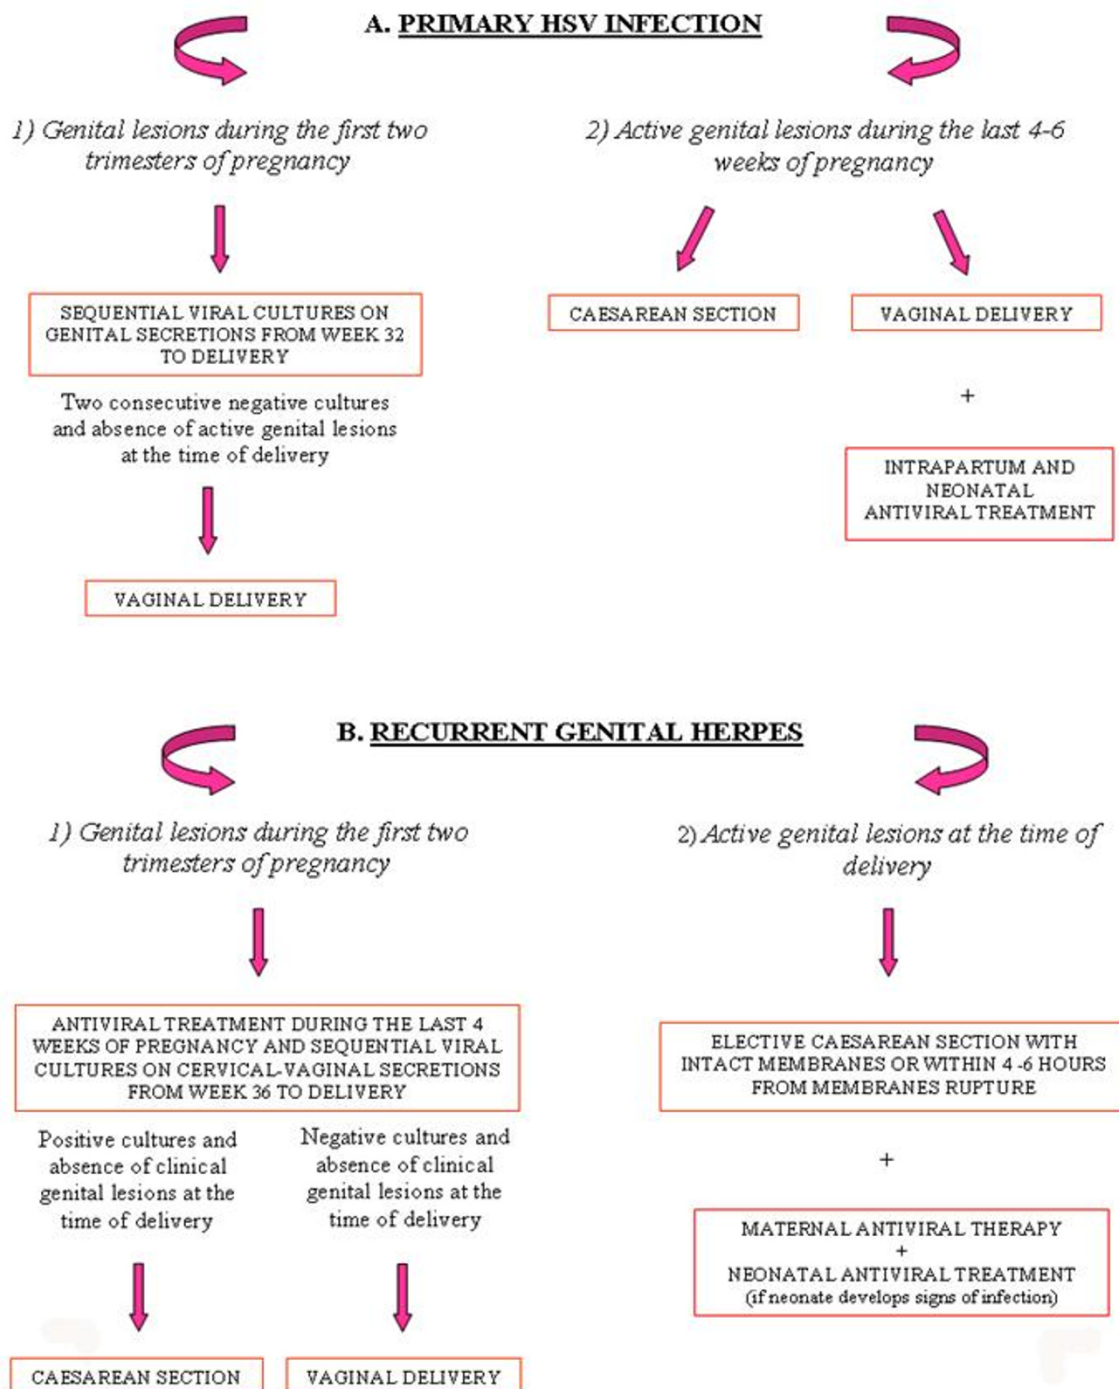 A. PRIMARY HSV INFECTION
1) Genital lesions during the first two
trimesters of pregnancy
2) Active genital lesions during the last 4-6
weeks of pregnancy
SEQUENTIAL VIRAL CULTURES ON
GENITAL SECRETIONS FROM WEEK 32
TO DELIVERY
CAESAREAN SECTION
VAGINAL DELIVERY
Two consecutive negative cultures
and absence of active genital lesions
at the time of delivery
+
INTRAPARTUM AND
NEONATAL
ANTIVIRAL TREATMENT
VAGINAL DELIVERY
B. RECURRENT GENITAL HERPES
1) Genital lesions during the first two
trimesters of pregnancy
2) Active genital lesions at the time of
delivery
ANTIVIRAL TREATMENT DURING THE LAST 4
WEEKS OF PREGNANCY AND SEQUENTIAL VIRAL
CULTURES ON CERVICAL-VAGINAL SECRETIONS
FROM WEEK 36 TO DELIVERY
ELECTIVE CAESAREAN SECTION WITH
INTACT MEMBRANES OR WITHIN 4 -6 HOURS
FROM MEMBRANES RUPTURE
Positive cultures and
absence of clinical
genital lesions at the
time of delivery
Negative cultures and
absence of clinical
genital lesions at the
time of delivery
+
MATERNAL ANTIVIRAL THERAPY
+
NEONATAL ANTIVIRAL TREATMENT
(if neonate develops signs of infection)
CAESAREAN SECTION
VAGINAL DELIVERY